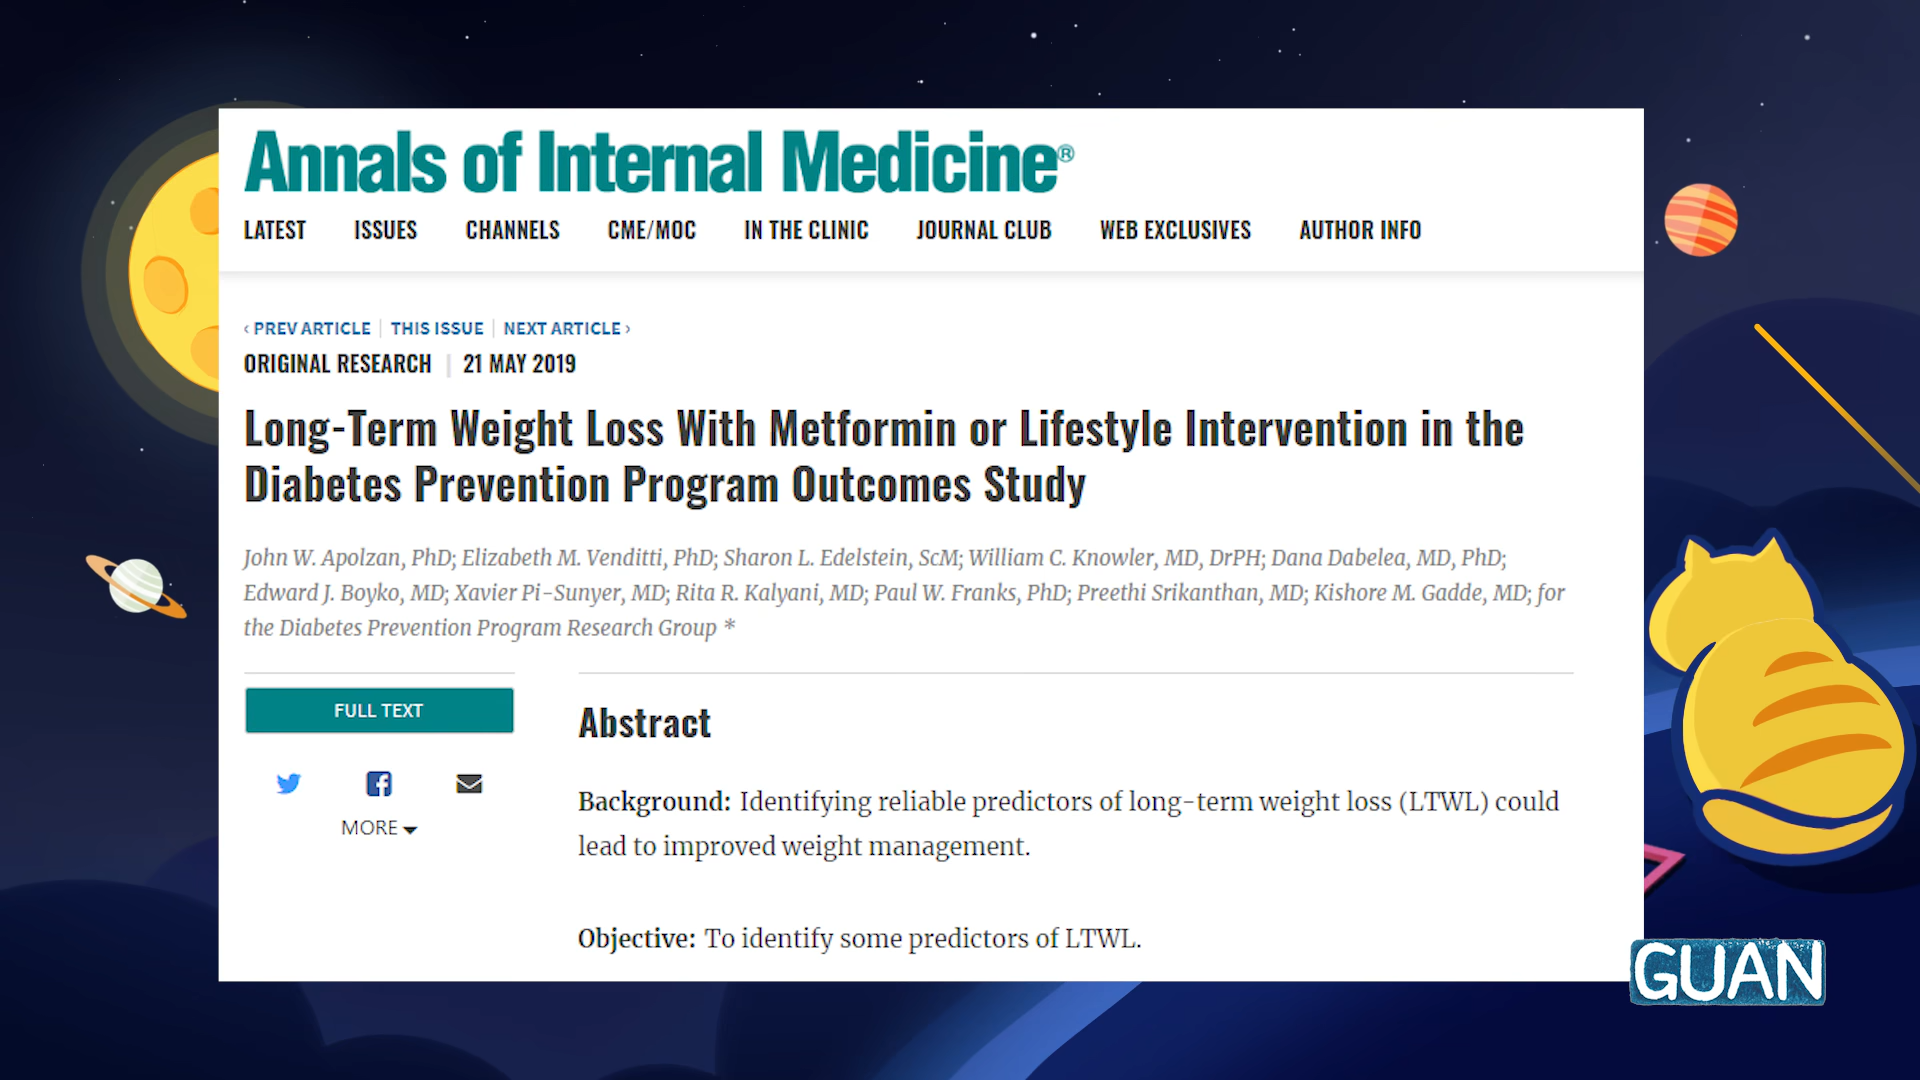 Annals of Internal Medicine®
LATEST ISSUES CHANNELS CME/MOC IN THE CLINIC JOURNAL CLUB WEB EXCLUSIVES AUTHOR INFO
‹ PREV ARTICLE | THIS ISSUE | NEXT ARTICLE ›
ORIGINAL RESEARCH | 21 MAY 2019
Long-Term Weight Loss With Metformin or Lifestyle Intervention in the
Diabetes Prevention Program Outcomes Study
John W. Apolzan, PhD; Elizabeth M. Venditti, PhD; Sharon L. Edelstein, ScM; William C. Knowler, MD, DrPH; Dana Dabelea, MD, PhD;
Edward J. Boyko, MD; Xavier Pi-Sunyer, MD; Rita R. Kalyani, MD; Paul W. Franks, PhD; Preethi Srikanthan, MD; Kishore M. Gadde, MD; for
the Diabetes Prevention Program Research Group *
FULL TEXT
MORE
Abstract
Background: Identifying reliable predictors of long-term weight loss (LTWL) could
lead to improved weight management.
Objective: To identify some predictors of LTWL.
GUAN